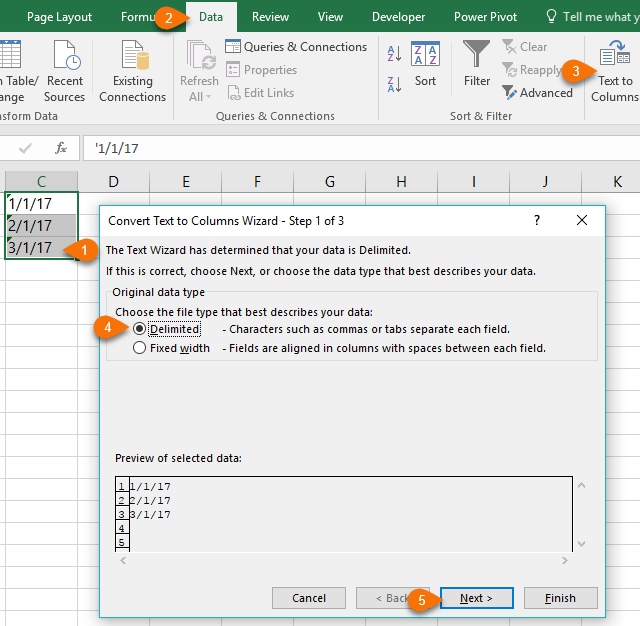 Page Layout Formu 2 Data Review View Developer Power Pivot Tell me what y
n Table/ ange
Recent Sources
Existing Connections
Refresh All
Queries & Connections
Properties
Edit Links
Sort
Filter
Clear
Reapply
Advanced
3
Text to Columns
nsform Data
Queries & Connections
Sort & Filter
fx '1/1/17
C D E F G H I J K
1/1/17
2/1/17
3/1/17 1
Convert Text to Columns Wizard - Step 1 of 3 ?
The Text Wizard has determined that your data is Delimited.
If this is correct, choose Next, or choose the data type that best describes your data.
Original data type
Choose the file type that best describes your data:
4 Delimited - Characters such as commas or tabs separate each field.
Fixed width - Fields are aligned in columns with spaces between each field.
Preview of selected data:
1 1/1/17
2 2/1/17
3 3/1/17
4
5
Cancel < Back 5 Next > Finish